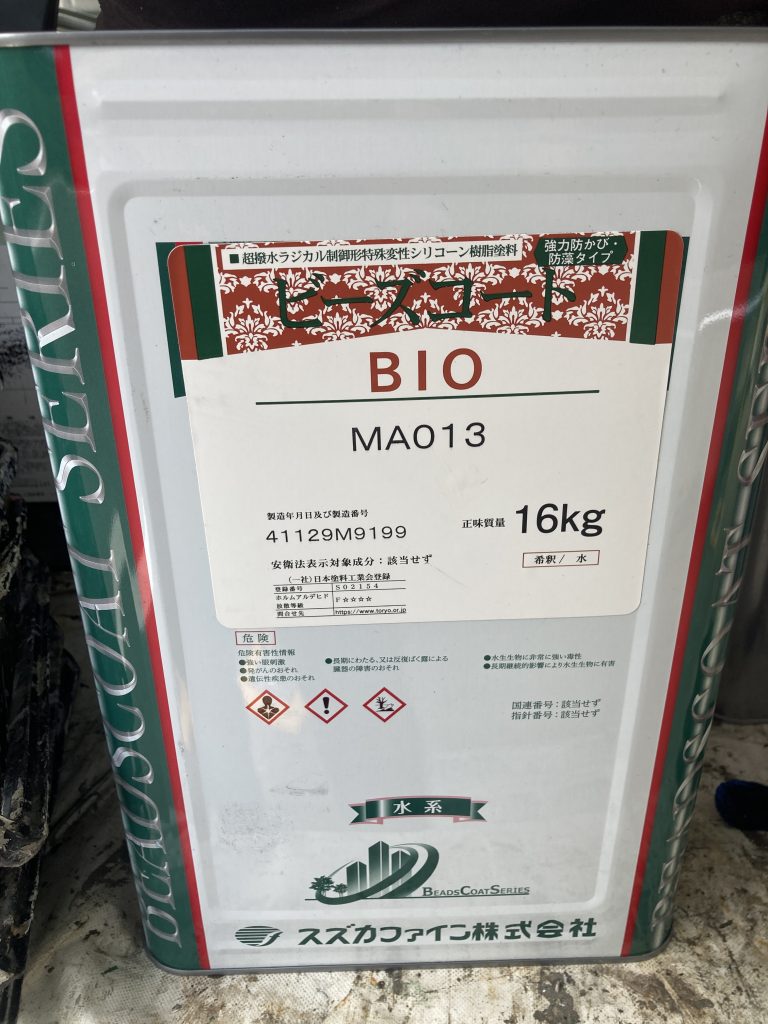 ■超撥水ラジカル制御形特殊変性シリコーン樹脂塗料
強力防かび・
防藻タイプ
ビーズコート
BIO
MA013
製造年月日及び製造番号
41129M9199
正味質量 16kg
安衛法表示対象成分：該当せず
希釈/ 水
(一社)日本塗料工業会登録
登録番号 S02154
ホルムアルデヒド
放散等級 F☆☆☆☆
問合せ先 https://www.toryo.or.jp
危険
危険有害性情報
●強い眼刺激
●発がんのおそれ
●遺伝性疾患のおそれ
●長期にわたる、又は反復ばく露による
臓器の障害のおそれ
●水生生物に非常に強い毒性
●長期継続的影響により水生生物に有害
国連番号：該当せず
指針番号：該当せず
水系
BEADSCOATSERIES
スズカファイン株式会社
BEADSCOAT SERIES